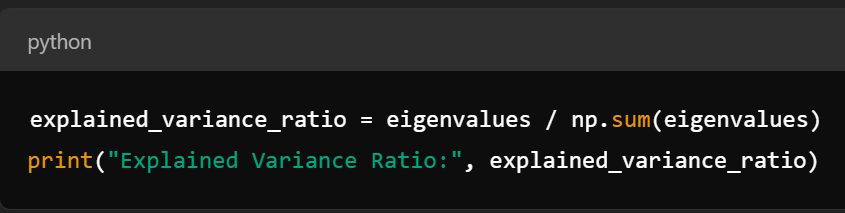 python
explained_variance_ratio = eigenvalues / np.sum(eigenvalues)
print("Explained Variance Ratio:", explained_variance_ratio)